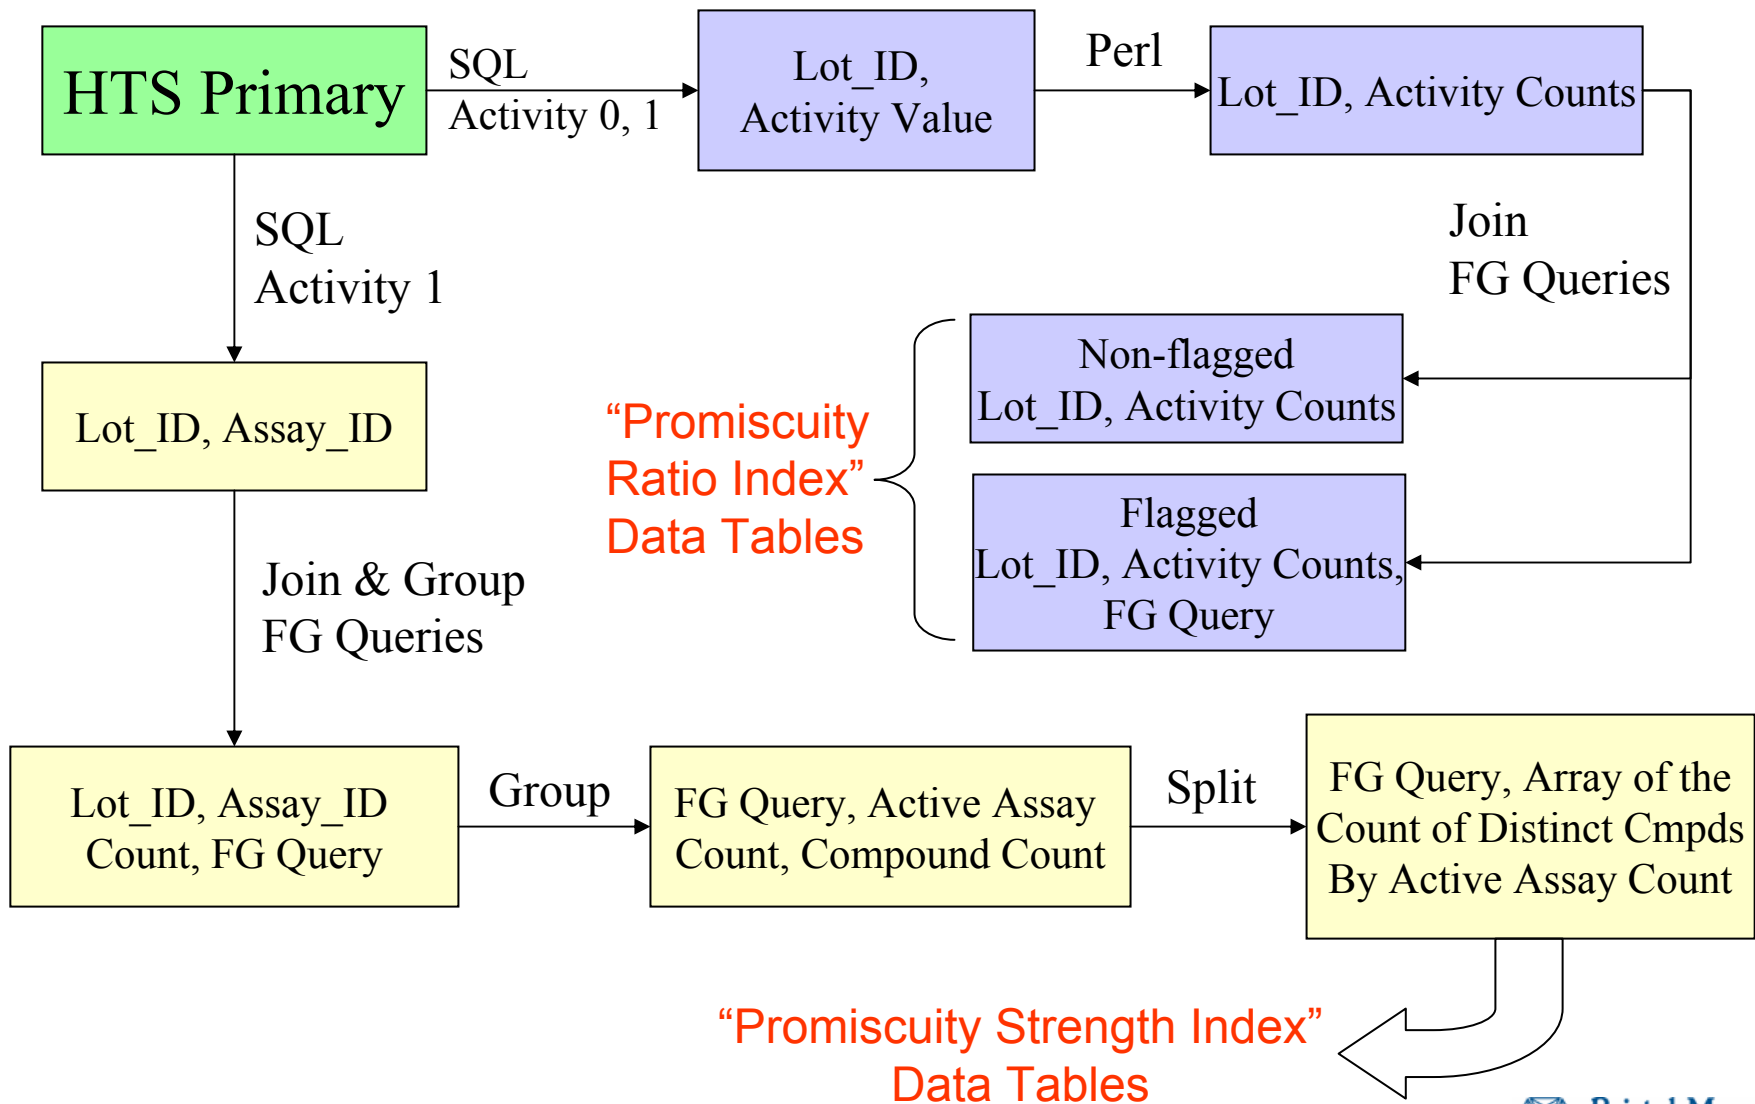 HTS Primary
SQL
Activity 0, 1
Lot_ID,
Activity Value
Perl
Lot_ID, Activity Counts
Join
FG Queries
SQL
Activity 1
Non-flagged
Lot_ID, Activity Counts
“Promiscuity
Ratio Index”
Data Tables
Flagged
Lot_ID, Activity Counts,
FG Query
Lot_ID, Assay_ID
Join & Group
FG Queries
Lot_ID, Assay_ID
Count, FG Query
Group
FG Query, Active Assay
Count, Compound Count
Split
FG Query, Array of the
Count of Distinct Cmpds
By Active Assay Count
“Promiscuity Strength Index”
Data Tables